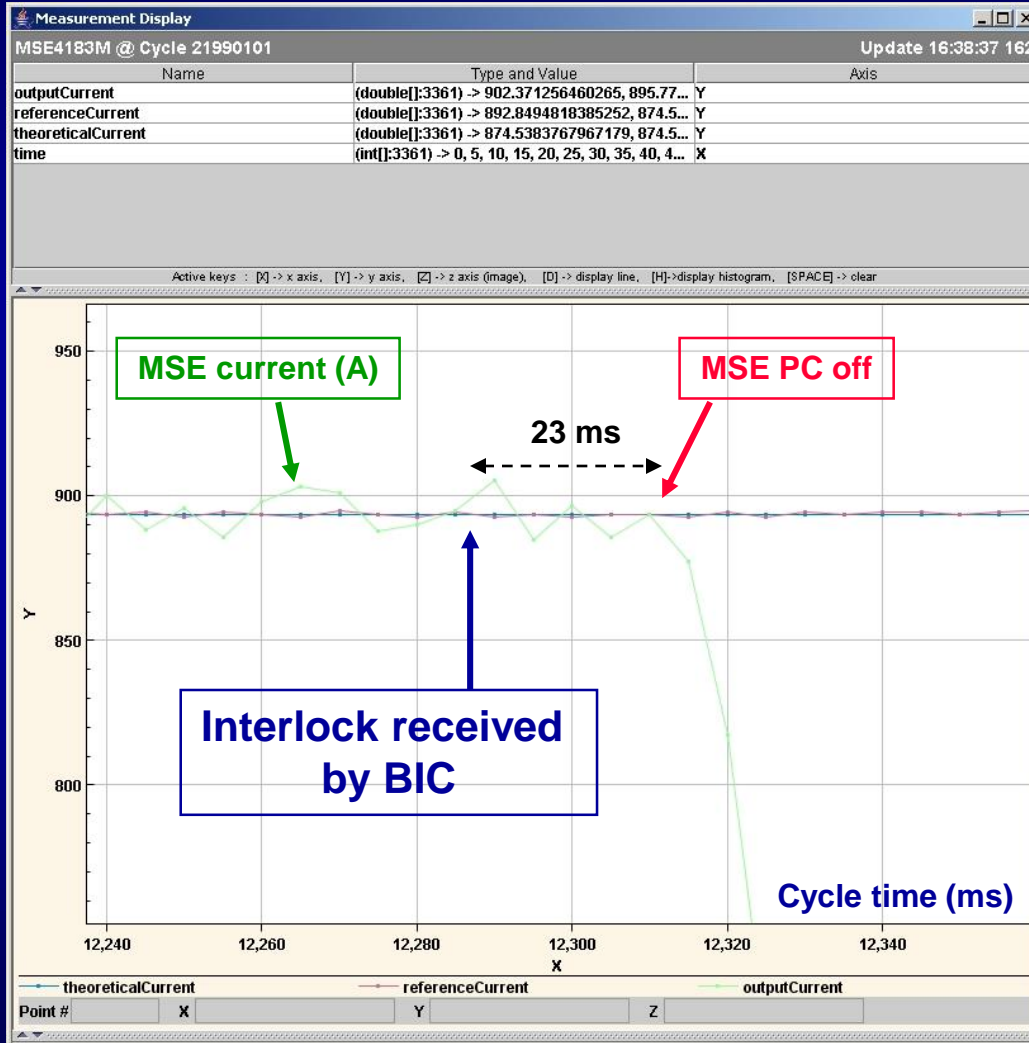 Measurement Display
MSE4183M @ Cycle 21990101 Update 16:38:37 162
Name Type and Value Axis
outputCurrent (double[]:3361) -> 902.371256460265, 895.77... Y
referenceCurrent (double[]:3361) -> 892.8494818385252, 874.5... Y
theoreticalCurrent (double[]:3361) -> 874.5383767967179, 874.5... Y
time (int[]:3361) -> 0, 5, 10, 15, 20, 25, 30, 35, 40, 4... X
Active keys : [X] -> x axis, [Y] -> y axis, [Z] -> z axis (image), [D] -> display line, [H]->display histogram, [SPACE] -> clear
950
MSE current (A)
MSE PC off
23 ms
900
Y
850
Interlock received
by BIC
800
Cycle time (ms)
12,240 12,260 12,280 12,300 12,320 12,340
X
theoreticalCurrent referenceCurrent outputCurrent
Point # X Y Z